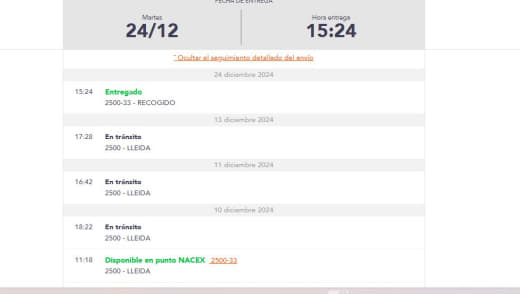 FECHA DE ENTREGA
Martes
24/12
Hora entrega
15:24
Ocultar el seguimiento detallado del envío
24 diciembre 2024
15:24 Entregado
2500-33 - RECOGIDO
13 diciembre 2024
17:28 En tránsito
2500 - LLEIDA
11 diciembre 2024
16:42 En tránsito
2500 - LLEIDA
10 diciembre 2024
18:22 En tránsito
2500 - LLEIDA
11:18 Disponible en punto NACEX 2500-33
2500 - LLEIDA